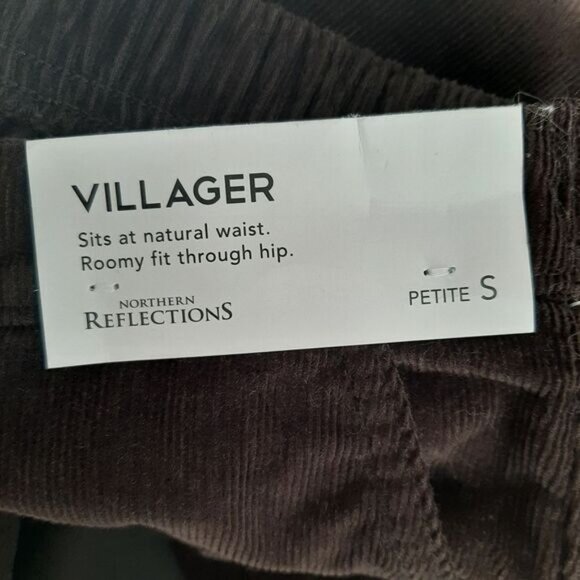 VILLAGER
Sits at natural waist.
Roomy fit through hip.
NORTHERN
REFLECTIONS
PETITE S